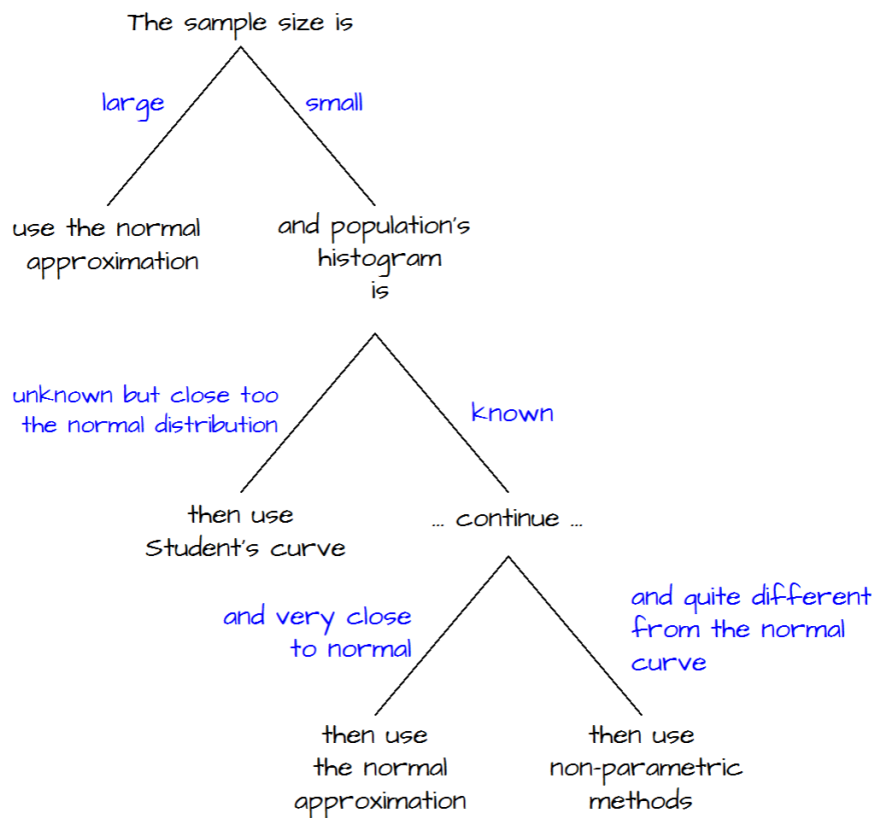 The sample size is
large
small
use the normal
approximation
and population's
histogram
is
unknown but close too
the normal distribution
known
then use
Student's curve
... continue ...
and very close
to normal
and quite different
from the normal
curve
then use
the normal
approximation
then use
non-parametric
methods